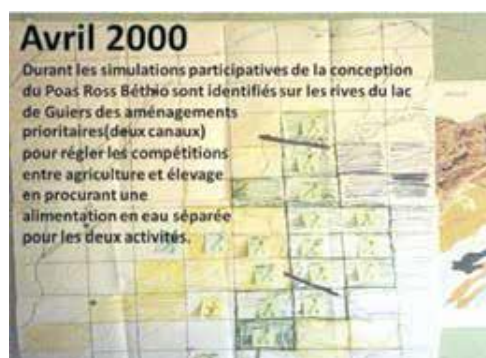 Avril 2000
Durant les simulations participatives de la conception
du Poas Ross Béthio sont identifiés sur les rives du lac
de Guiers des aménagements
prioritaires(deux canaux)
pour régler les compétitions
entre agriculture et élevage
en procurant une
alimentation en eau séparée
pour les deux activités.